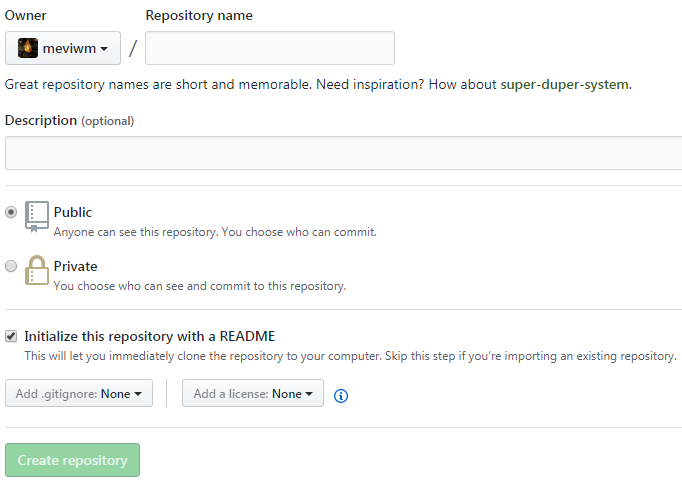 Owner Repository name
meviwm /
Great repository names are short and memorable. Need inspiration? How about super-duper-system.
Description (optional)
Public
Anyone can see this repository. You choose who can commit.
Private
You choose who can see and commit to this repository.
Initialize this repository with a README
This will let you immediately clone the repository to your computer. Skip this step if you’re importing an existing repository.
Add .gitignore: None Add a license: None
Create repository